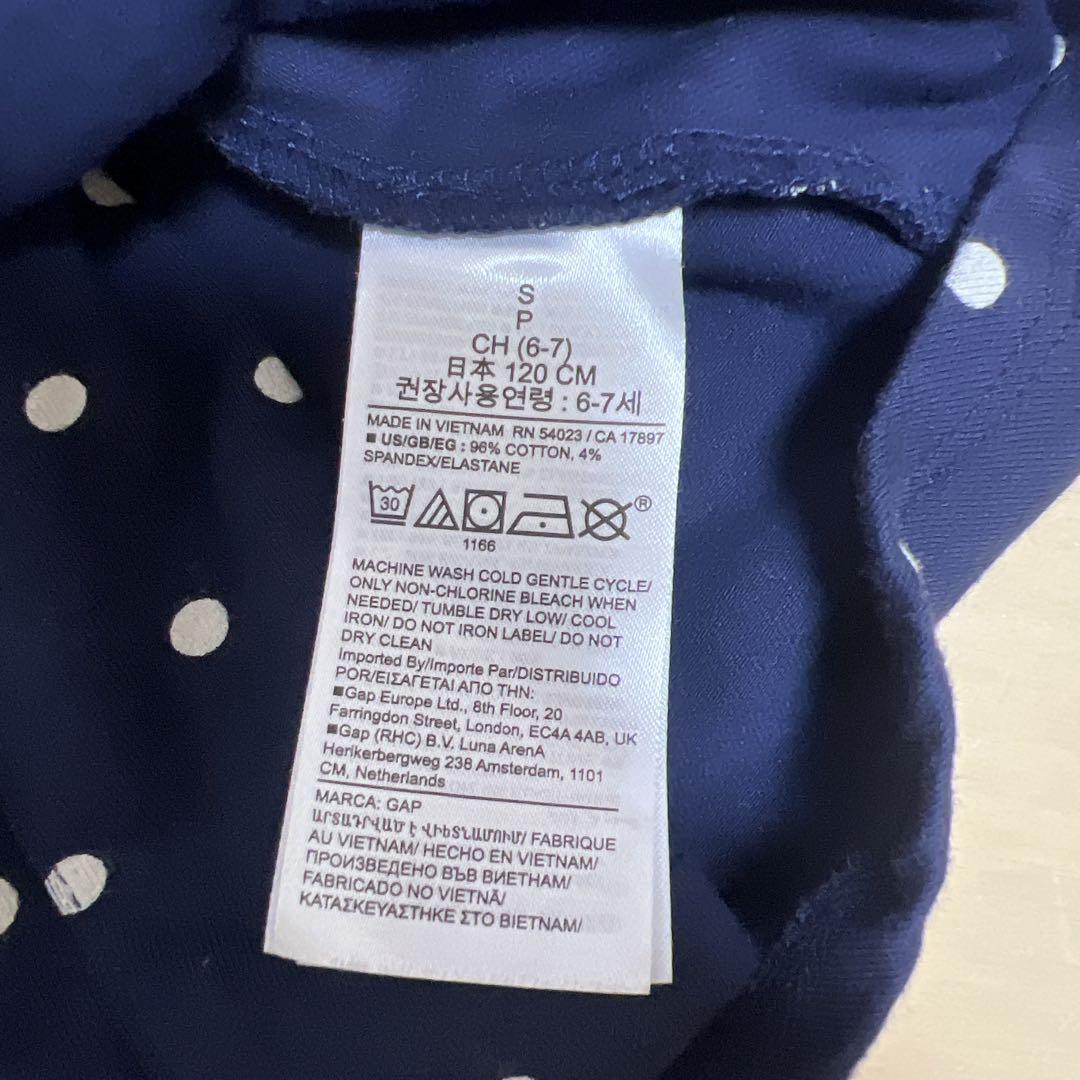 S
P
CH (6-7)
日本 120 CM
권장사용연령 : 6-7세
MADE IN VIETNAM RN 54023 / CA 17897
■ US/GB/EG : 96% COTTON, 4%
SPANDEX/ELASTANE
30
®
1166
MACHINE WASH COLD GENTLE CYCLE/
ONLY NON-CHLORINE BLEACH WHEN
NEEDED/ TUMBLE DRY LOW/ COOL
IRON/ DO NOT IRON LABEL/ DO NOT
DRY CLEAN
Imported By/Importe Par/DISTRIBUIDO
POR/ΕΙΣΑΓΕΤΑΙ ΑΠΟ ΤΗΝ:
■Gap Europe Ltd., 8th Floor, 20
Farringdon Street, London, EC4A 4AB, UK
■Gap (RHC) B.V. Luna ArenA
Herikerbergweg 238 Amsterdam, 1101
CM, Netherlands
MARCA: GAP
ԱՐՏԱԴՐՎԱԾ Է ՎԻԵՏՆԱՄՈՒՄ/ FABRIQUE
AU VIETNAM/ HECHO EN VIETNAM/
ПРОИЗВЕДЕНО ВЪВ ВИЕТНАМ/
FABRICADO NO VIETNÃ/
ΚΑΤΑΣΚΕΥΑΣΤΗΚΕ ΣΤΟ ΒΙΕΤΝΑΜ/